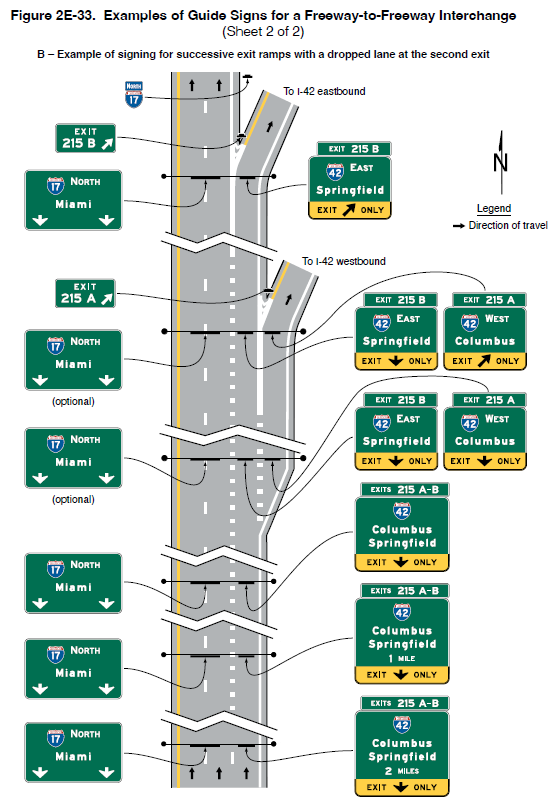 Figure 2E-33. Examples of Guide Signs for a Freeway-to-Freeway Interchange
(Sheet 2 of 2)
B – Example of signing for successive exit ramps with a dropped lane at the second exit
NORTH
17
To I-42 eastbound
EXIT
215 B
17 NORTH
Miami
EXIT 215 B
42 EAST
Springfield
EXIT ONLY
N
Legend
Direction of travel
To I-42 westbound
EXIT
215 A
17 NORTH
Miami
(optional)
EXIT 215 B
42 EAST
Springfield
EXIT ONLY
EXIT 215 A
42 WEST
Columbus
EXIT ONLY
17 NORTH
Miami
(optional)
EXIT 215 B
42 EAST
Springfield
EXIT ONLY
EXIT 215 A
42 WEST
Columbus
EXIT ONLY
EXITS 215 A-B
42
Columbus
Springfield
EXIT ONLY
17 NORTH
Miami
EXITS 215 A-B
42
Columbus
Springfield
1 MILE
EXIT ONLY
17 NORTH
Miami
EXITS 215 A-B
42
Columbus
Springfield
2 MILES
EXIT ONLY
17 NORTH
Miami